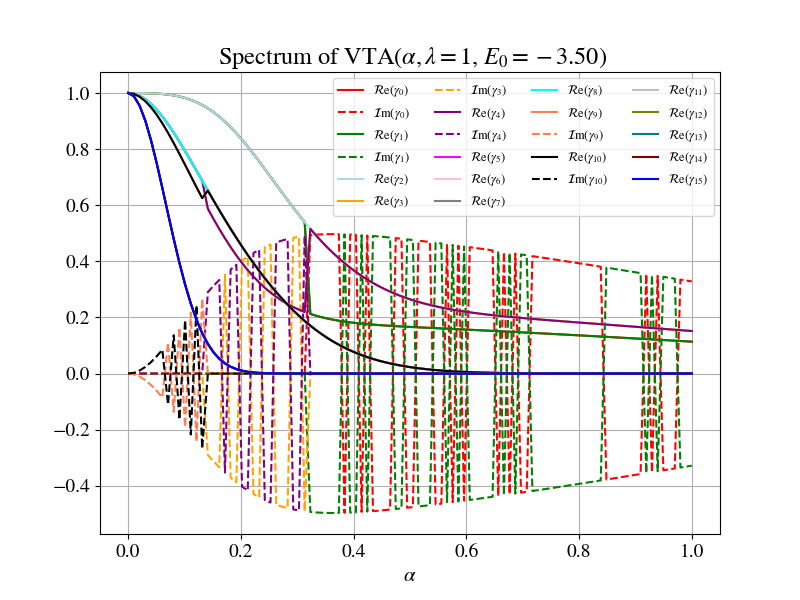 Spectrum of VTA(α, λ = 1, E₀ = −3.50)
ℛe(γ₀)
ℐm(γ₀)
ℛe(γ₁)
ℐm(γ₁)
ℛe(γ₂)
ℛe(γ₃)
ℐm(γ₃)
ℛe(γ₄)
ℐm(γ₄)
ℛe(γ₅)
ℛe(γ₆)
ℛe(γ₇)
ℛe(γ₈)
ℛe(γ₉)
ℐm(γ₉)
ℛe(γ₁₀)
ℐm(γ₁₀)
ℛe(γ₁₁)
ℛe(γ₁₂)
ℛe(γ₁₃)
ℛe(γ₁₄)
ℛe(γ₁₅)
1.0
0.8
0.6
0.4
0.2
0.0
−0.2
−0.4
0.0 0.2 0.4 0.6 0.8 1.0
α